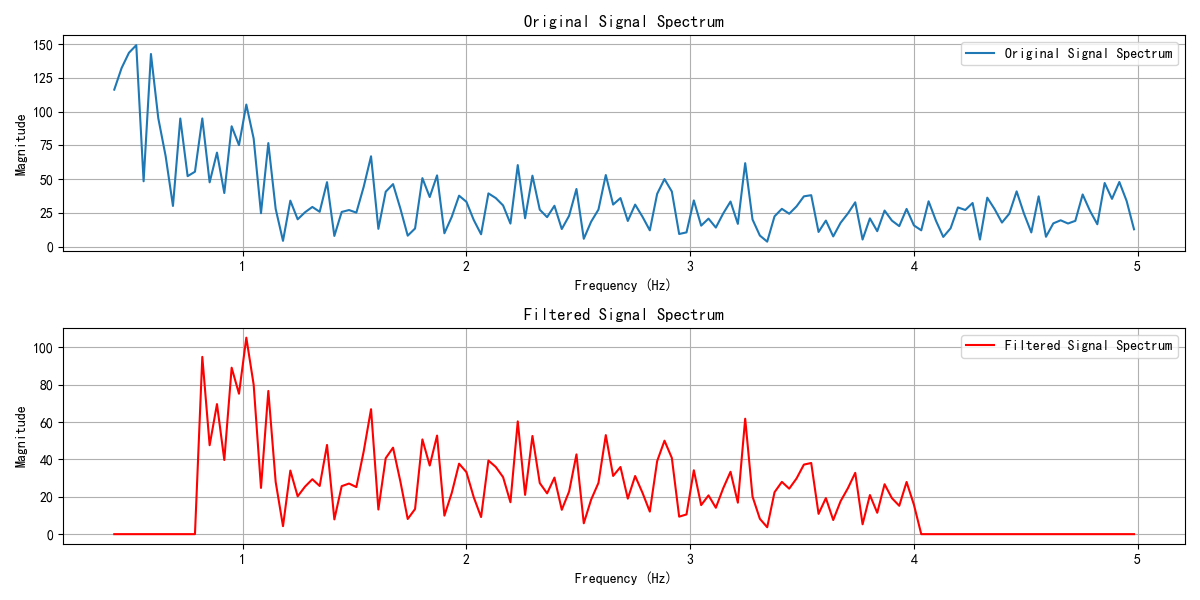 Original Signal Spectrum
Original Signal Spectrum
150
125
100
75
50
25
0
Magnitude
1 2 3 4 5
Frequency (Hz)
Filtered Signal Spectrum
Filtered Signal Spectrum
100
80
60
40
20
0
Magnitude
1 2 3 4 5
Frequency (Hz)